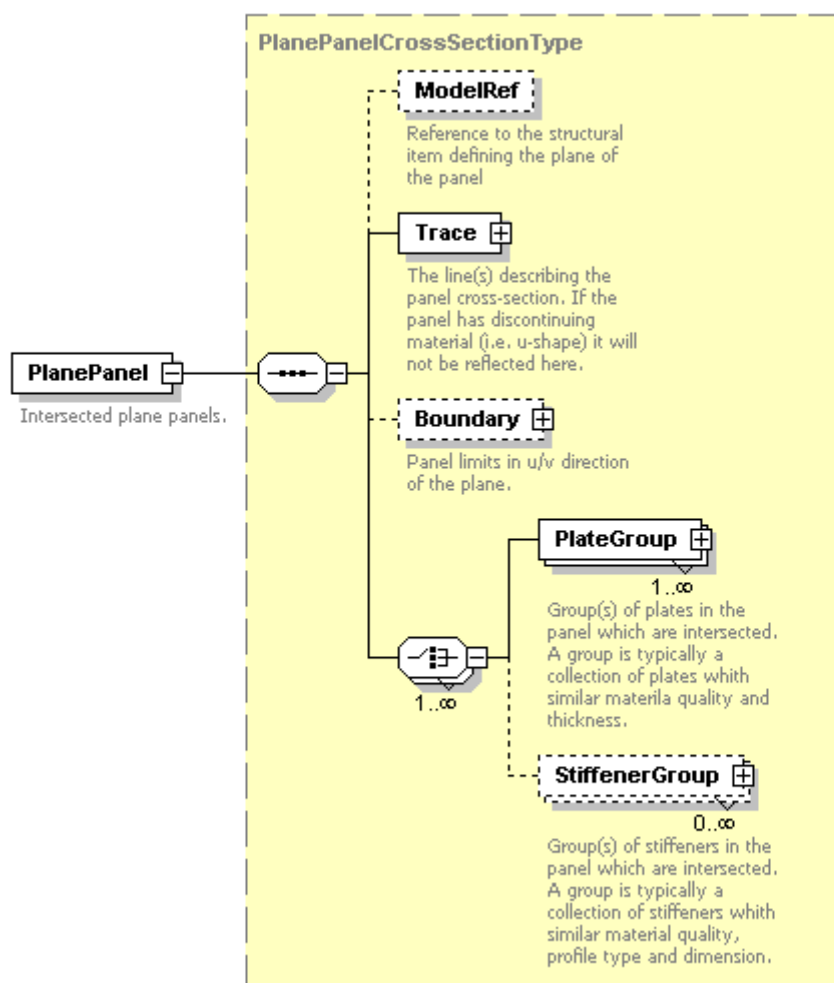 PlanePanelCrossSectionType
ModelRef
Reference to the structural
item defining the plane of
the panel
Trace
The line(s) describing the
panel cross-section. If the
panel has discontinuing
material (i.e. u-shape) it will
not be reflected here.
PlanePanel
Intersected plane panels.
Boundary
Panel limits in u/v direction
of the plane.
PlateGroup
1..∞
Group(s) of plates in the
panel which are intersected.
A group is typically a
collection of plates whith
similar materila quality and
thickness.
1..∞
StiffenerGroup
0..∞
Group(s) of stiffeners in the
panel which are intersected.
A group is typically a
collection of stiffeners whith
similar material quality,
profile type and dimension.